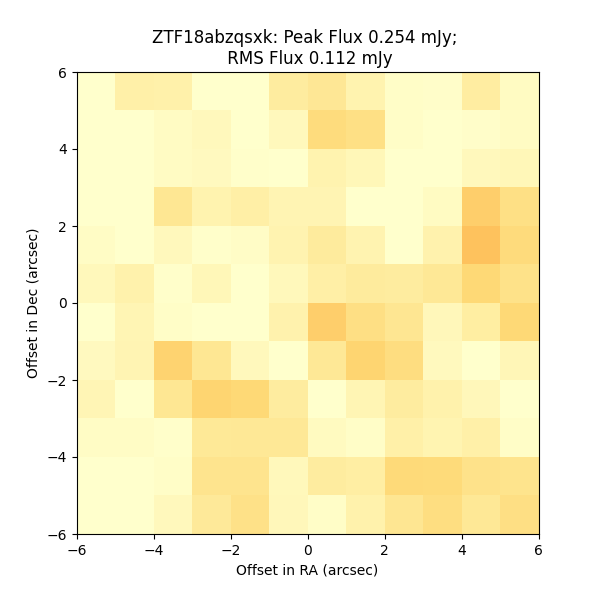 ZTF18abzqsxk: Peak Flux 0.254 mJy;
RMS Flux 0.112 mJy
6
4
2
0
−2
−4
−6
Offset in Dec (arcsec)
−6 −4 −2 0 2 4 6
Offset in RA (arcsec)